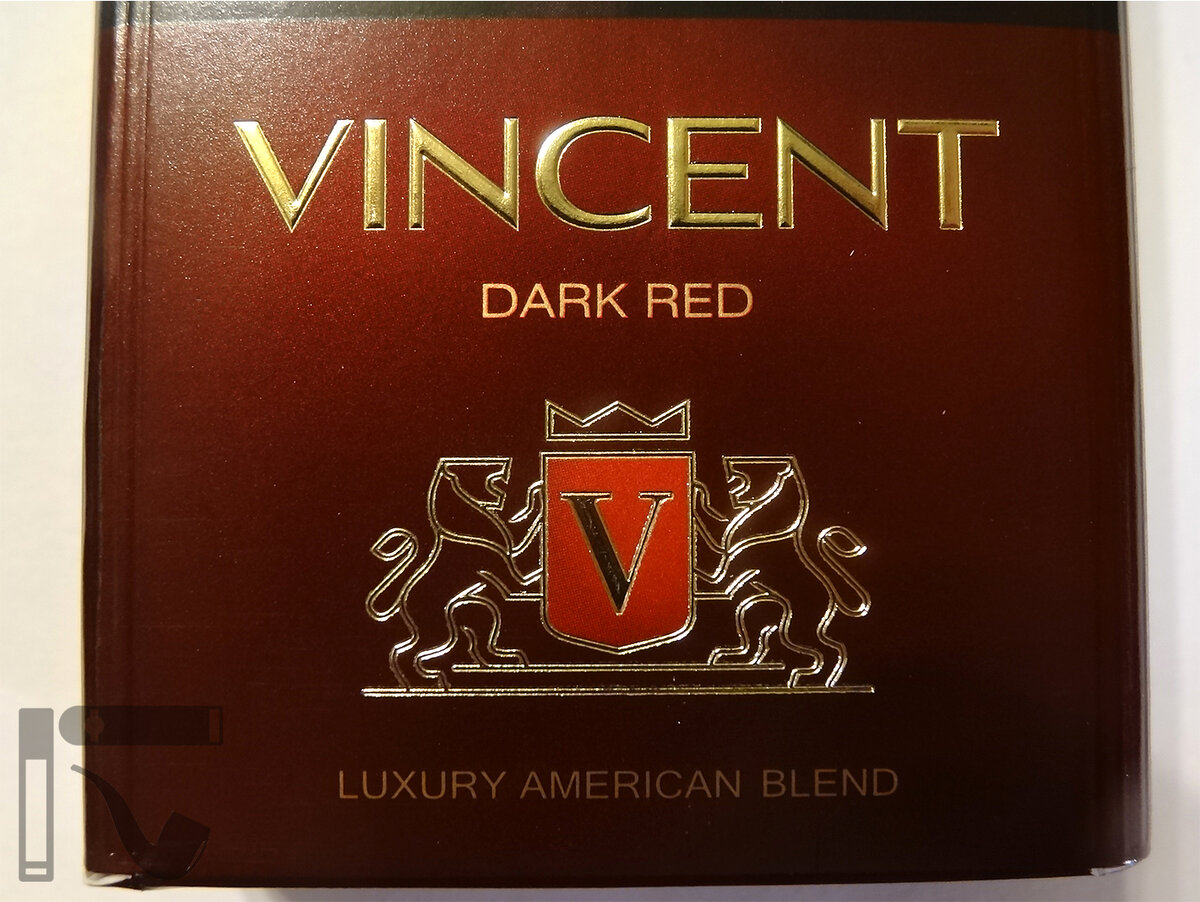 VINCENT
DARK RED
V
LUXURY AMERICAN BLEND